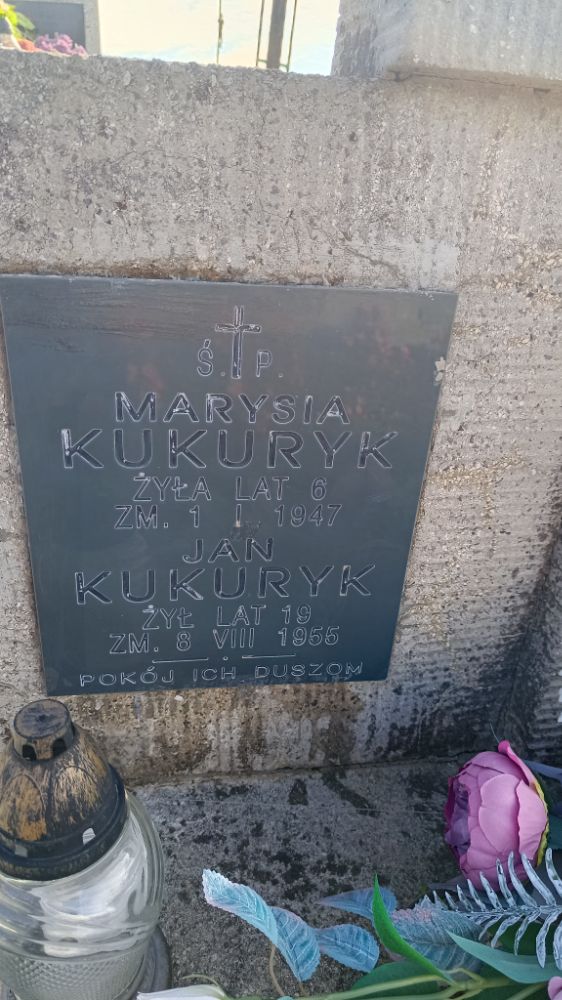 Ś.P.
MARYSIA
KUKURYK
ŻYŁA LAT 6
ZM. 1 I 1947
JAN
KUKURYK
ŻYŁ LAT 19
ZM. 8 VIII 1955
POKÓJ ICH DUSZOM